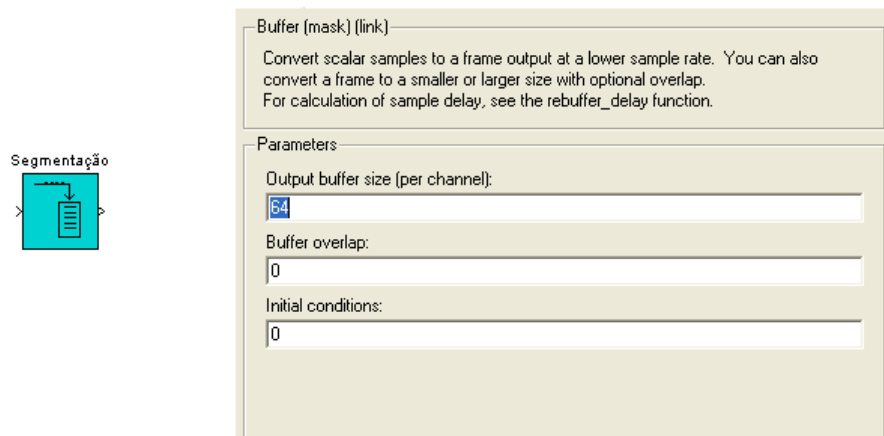 Segmentação
Buffer (mask) (link)
Convert scalar samples to a frame output at a lower sample rate. You can also
convert a frame to a smaller or larger size with optional overlap.
For calculation of sample delay, see the rebuffer_delay function.
Parameters
Output buffer size (per channel):
64
Buffer overlap:
0
Initial conditions:
0